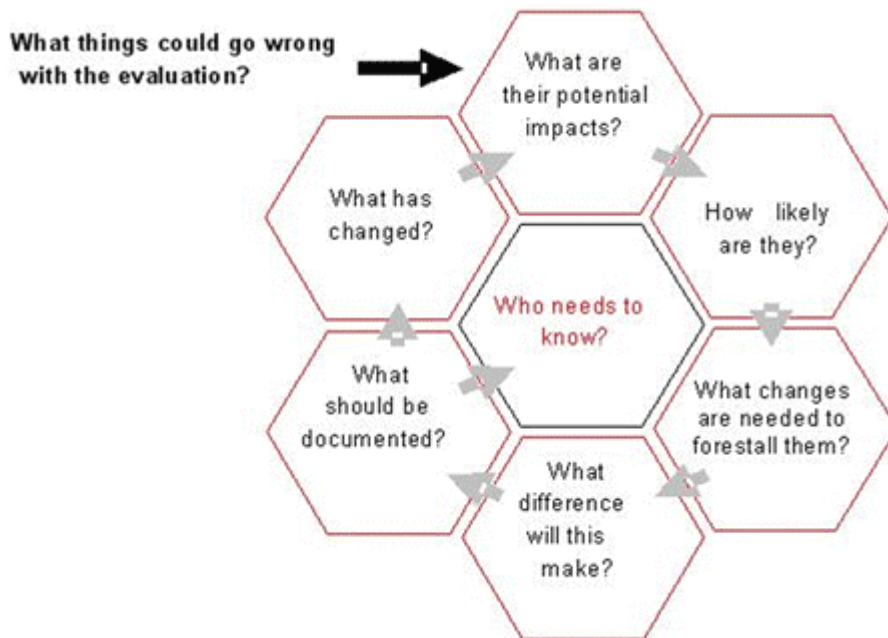 What things could go wrong
with the evaluation?
What are
their potential
impacts?
How likely
are they?
What changes
are needed to
forestall them?
What
difference
will this
make?
What
should be
documented?
What has
changed?
Who needs to
know?